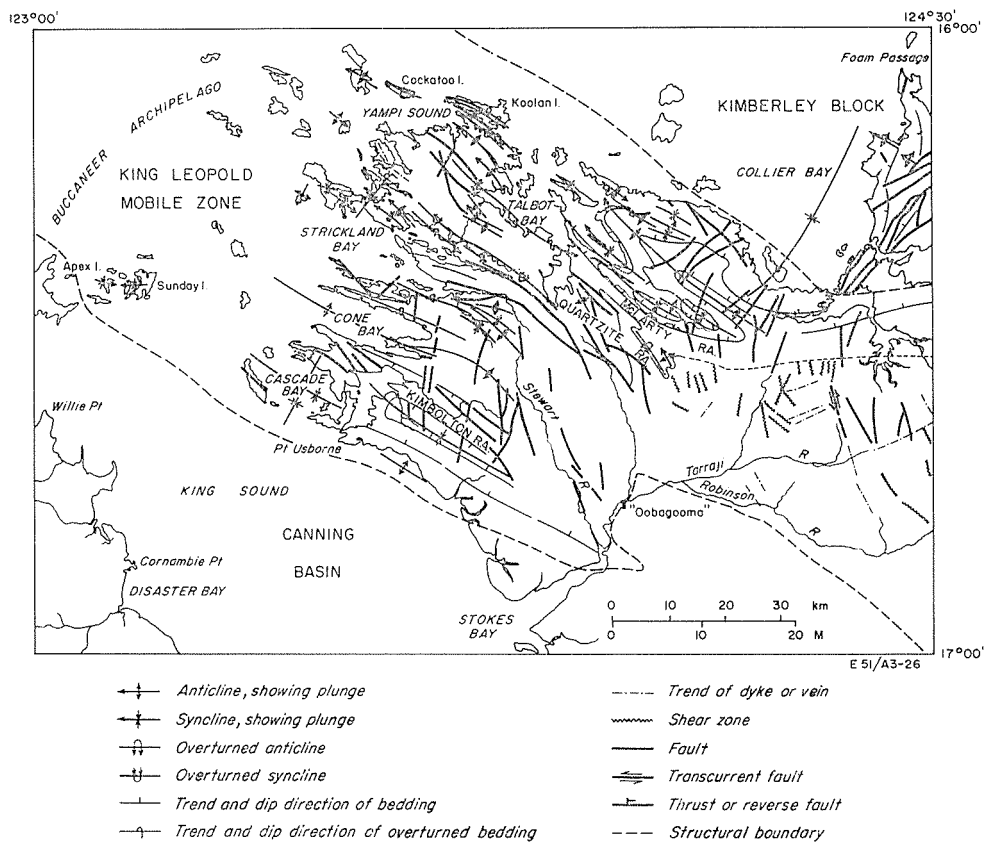 123°00'
124°30'
16°00'
Foam Passage
Cockatoo I.
Koolan I.
YAMPI SOUND
KIMBERLEY BLOCK
BUCCANEER ARCHIPELAGO
KING LEOPOLD
MOBILE ZONE
COLLIER BAY
TALBOT
BAY
STRICKLAND
BAY
Apex I.
Sunday I.
CONE
BAY
QUARTZITE
RA
McLARTY
RA.
CASCADE
BAY
KIMBOLTON RA.
Stewart
R
Willie Pt
Pt Usborne
Tarraji
R
Robinson
R
"Oobagooma"
KING SOUND
CANNING
BASIN
Cornambie Pt
DISASTER BAY
STOKES
BAY
0 10 20 30 km
0 10 20 M
17°00'
E 51/A3-26
Anticline, showing plunge
Syncline, showing plunge
Overturned anticline
Overturned syncline
Trend and dip direction of bedding
Trend and dip direction of overturned bedding
Trend of dyke or vein
Shear zone
Fault
Transcurrent fault
Thrust or reverse fault
Structural boundary